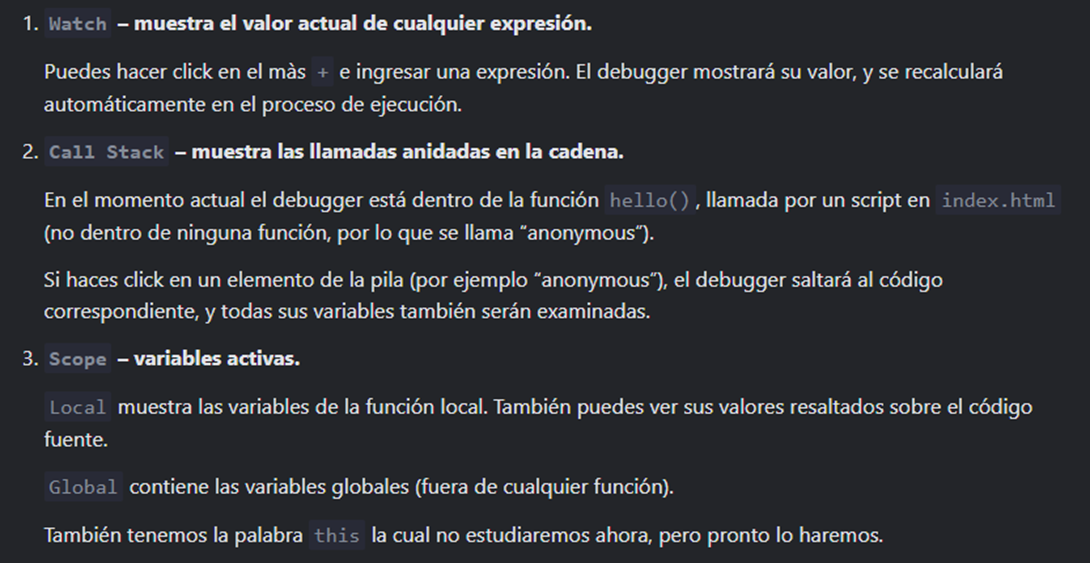 1. Watch – muestra el valor actual de cualquier expresión.
Puedes hacer click en el màs + e ingresar una expresión. El debugger mostrará su valor, y se recalculará
automáticamente en el proceso de ejecución.
2. Call Stack – muestra las llamadas anidadas en la cadena.
En el momento actual el debugger está dentro de la función hello(), llamada por un script en index.html
(no dentro de ninguna función, por lo que se llama “anonymous”).
Si haces click en un elemento de la pila (por ejemplo “anonymous”), el debugger saltará al código
correspondiente, y todas sus variables también serán examinadas.
3. Scope – variables activas.
Local muestra las variables de la función local. También puedes ver sus valores resaltados sobre el código
fuente.
Global contiene las variables globales (fuera de cualquier función).
También tenemos la palabra this la cual no estudiaremos ahora, pero pronto lo haremos.